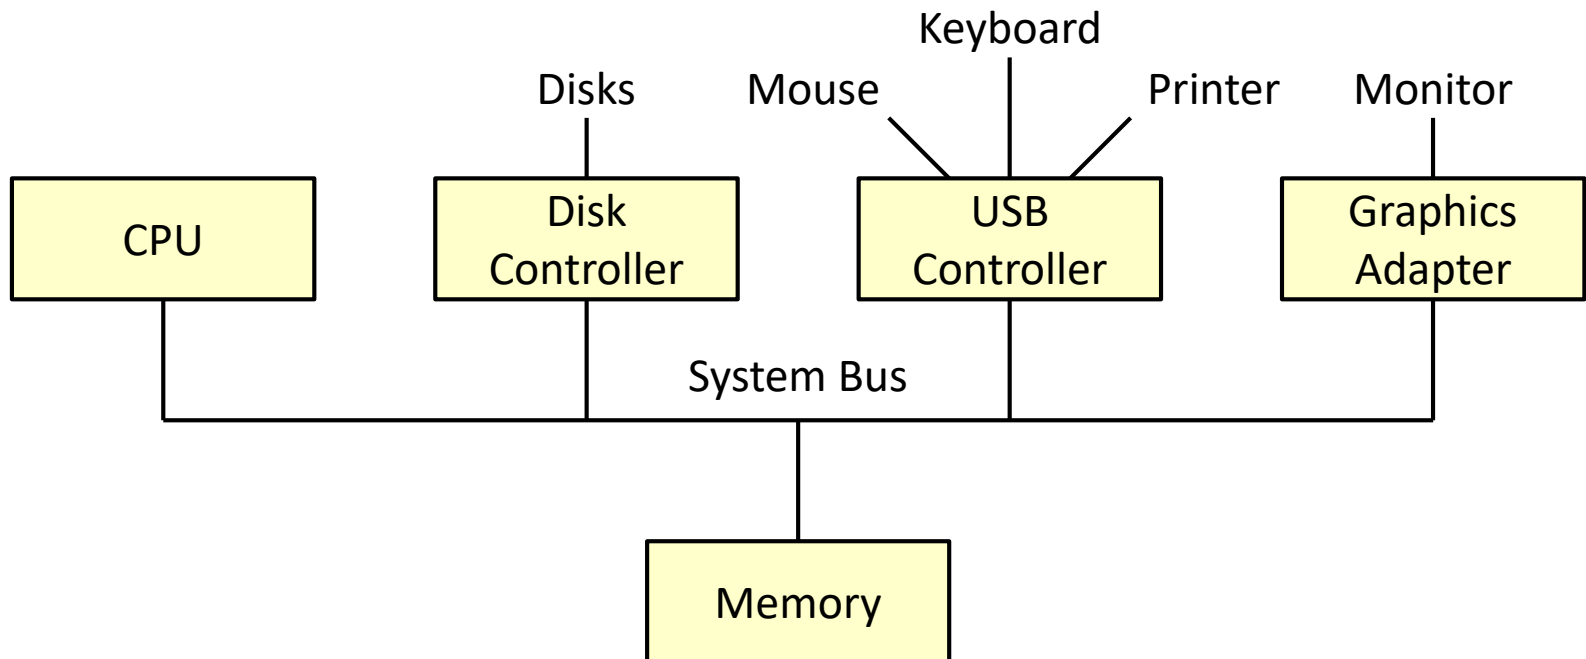 Keyboard
Disks
Mouse
Printer
Monitor
CPU
Disk
Controller
USB
Controller
Graphics
Adapter
System Bus
Memory